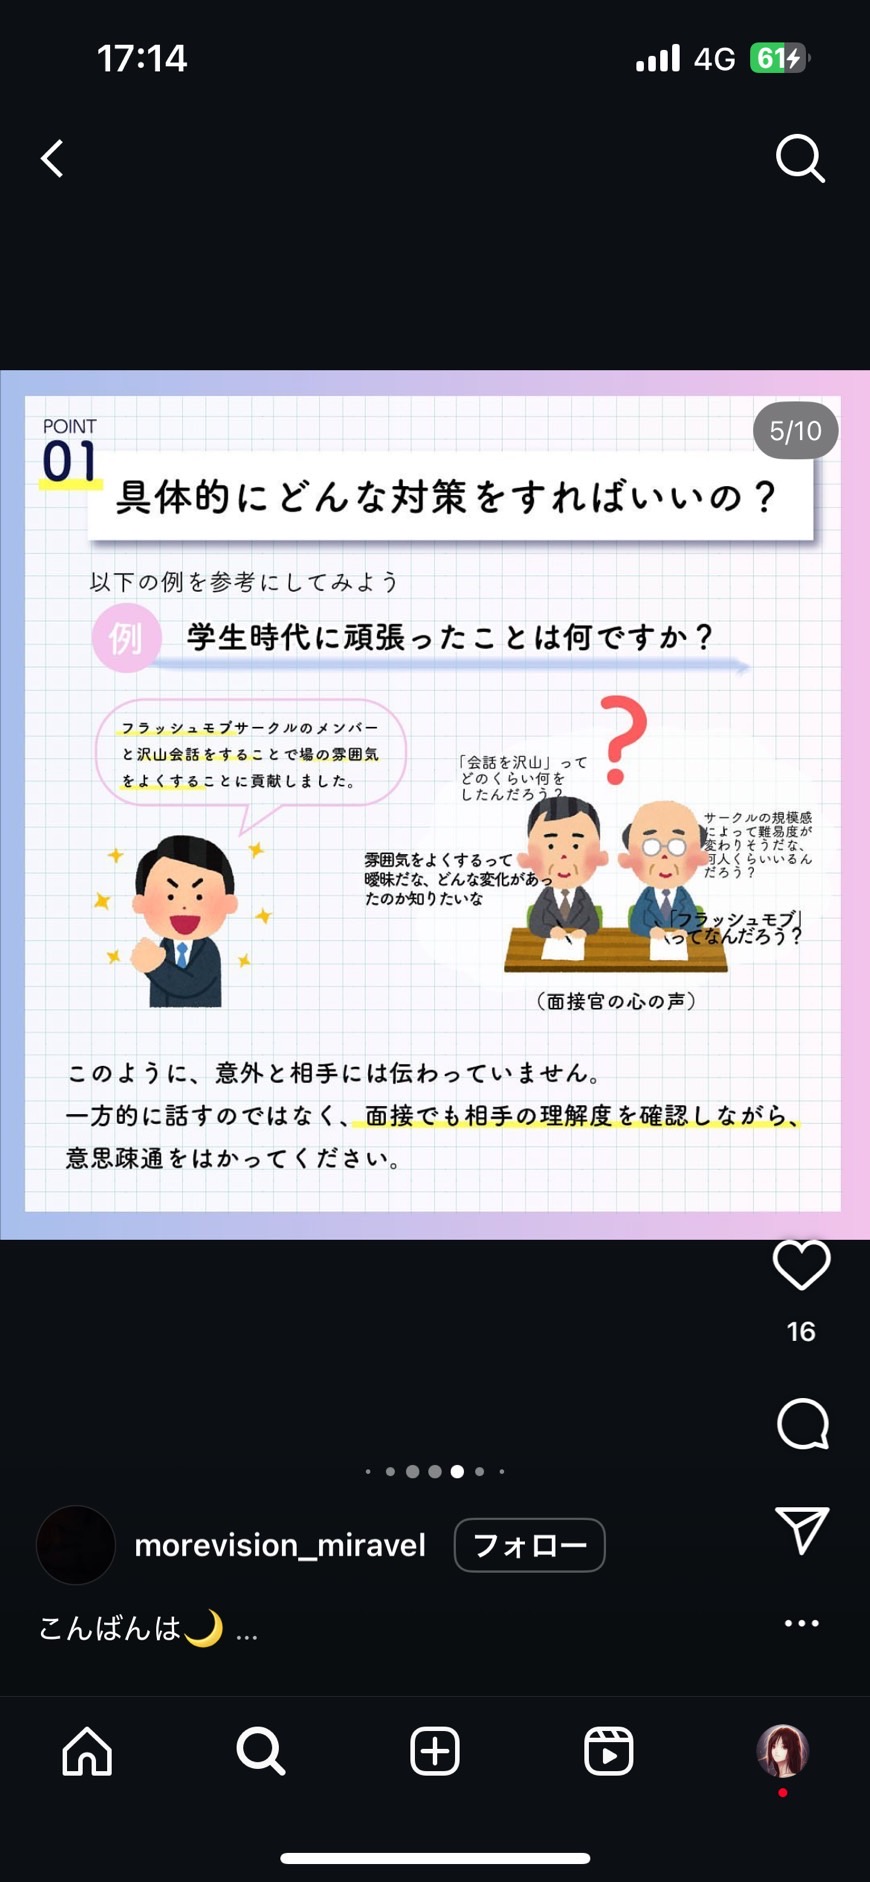 17:14
4G 61
5/10
POINT
01
具体的にどんな対策をすればいいの？
以下の例を参考にしてみよう
例 学生時代に頑張ったことは何ですか？
フラッシュモブサークルのメンバー
と沢山会話をすることで場の雰囲気
をよくすることに貢献しました。
?
「会話を沢山」って
どのくらい何を
したんだろう？
サークルの規模感
によって難易度が
変わりそうだな、
何人くらいいるん
だろう？
雰囲気をよくするって
曖昧だな、どんな変化があっ
たのか知りたいな
「フラッシュモブ」
ってなんだろう？
（面接官の心の声）
このように、意外と相手には伝わっていません。
一方的に話すのではなく、面接でも相手の理解度を確認しながら、
意思疎通をはかってください。
16
morevision_miravel フォロー
こんばんは🌙 ...